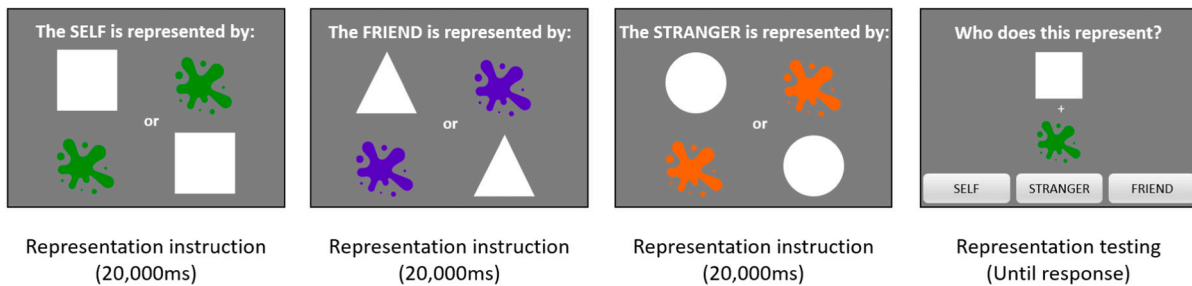 The SELF is represented by:
or
Representation instruction
(20,000ms)
The FRIEND is represented by:
or
Representation instruction
(20,000ms)
The STRANGER is represented by:
or
Representation instruction
(20,000ms)
Who does this represent?
+
SELF STRANGER FRIEND
Representation testing
(Until response)